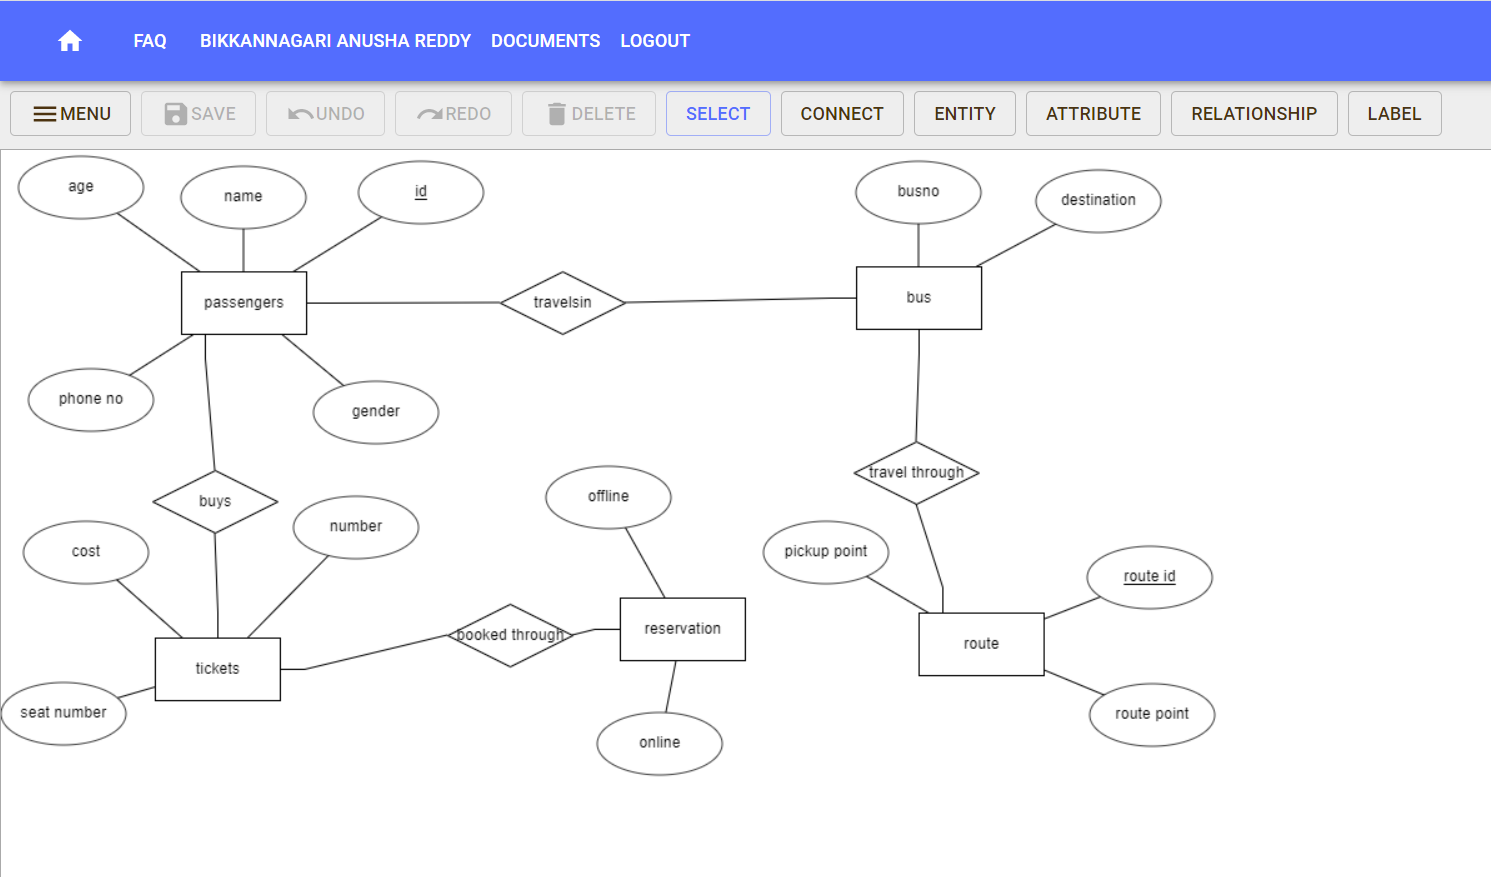 FAQ BIKKANNAGARI ANUSHA REDDY DOCUMENTS LOGOUT
MENU SAVE UNDO REDO DELETE SELECT CONNECT ENTITY ATTRIBUTE RELATIONSHIP LABEL
age
name
id
busno
destination
passengers
travelsin
bus
phone no
gender
travel through
buys
offline
number
cost
pickup point
route id
booked through
reservation
route
tickets
seat number
route point
online